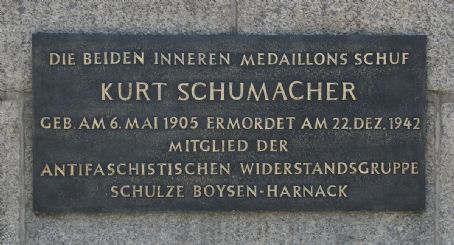 DIE BEIDEN INNEREN MEDAILLONS SCHUF
KURT SCHUMACHER
GEB. AM 6. MAI 1905 ERMORDET AM 22. DEZ. 1942
MITGLIED DER
ANTIFASCHISTISCHEN WIDERSTANDSGRUPPE
SCHULZE BOYSEN-HARNACK